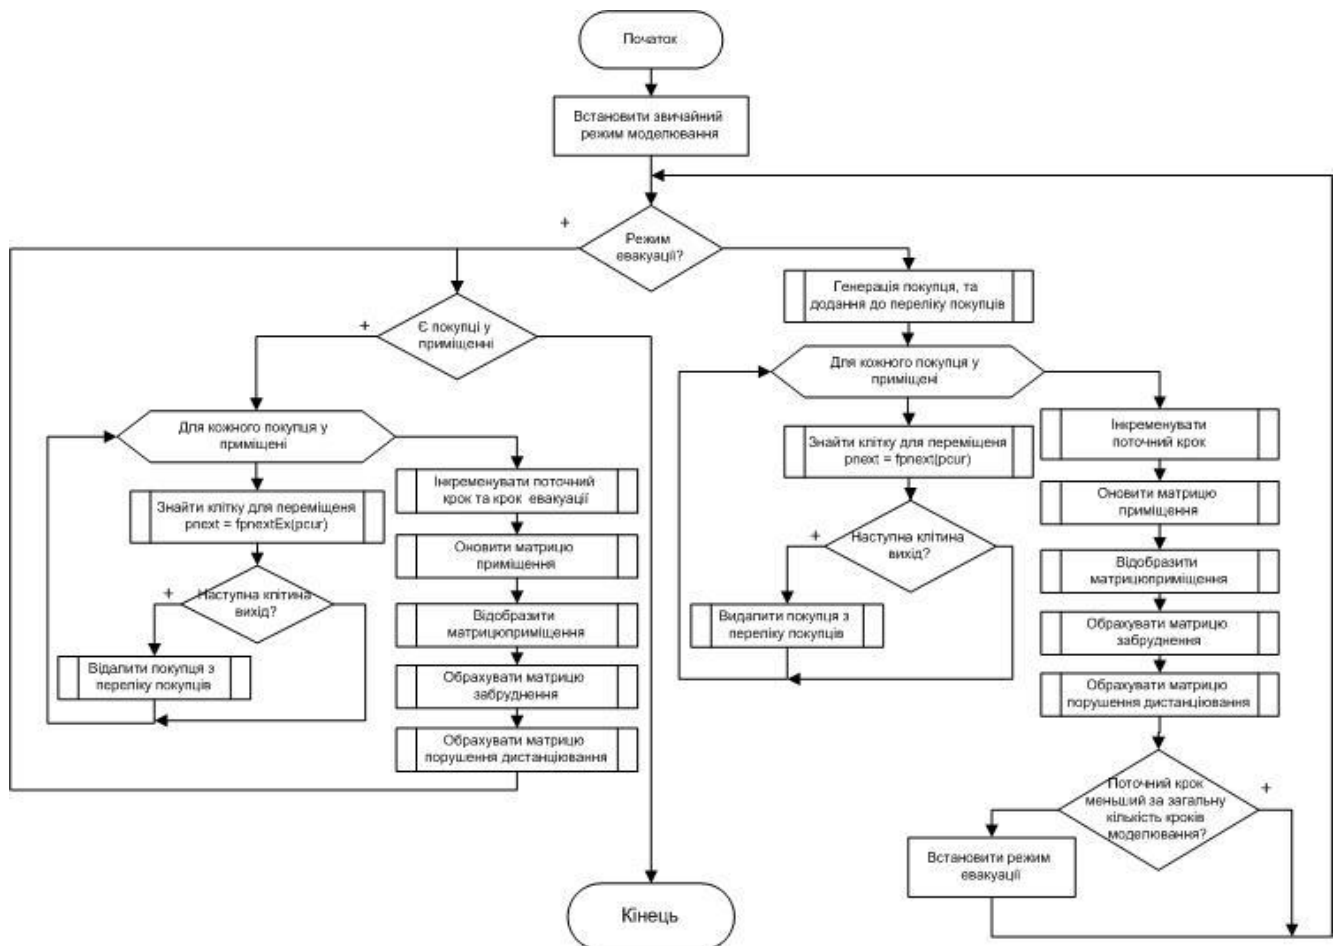 Початок
Встановити звичайний
режим моделювання
+
Режим
евакуації?
Генерація покупця, та
додання до переліку покупців
+
Є покупці у
приміщенні
Для кожного покупця у
приміщені
Для кожного покупця у
приміщені
Інкременувати
поточний крок
Знайти клітку для переміщеня
pnext = fpnext(pcur)
Інкременувати поточний
крок та крок евакуації
Знайти клітку для переміщеня
pnext = fpnextEx(pcur)
Оновити матрицю
приміщення
+
Наступна клітина
вихід?
Оновити матрицю
приміщення
Відобразити
матрицюприміщення
+
Наступна клітина
вихід?
Відобразити
матрицюприміщення
Видалити покупця з
переліку покупців
Обрахувати матрицю
забруднення
Відалити покупця з
переліку покупців
Обрахувати матрицю
забруднення
Обрахувати матрицю
порушення дистанціювання
Обрахувати матрицю
порушення дистанціювання
Поточний крок
меньший за загальну
кількість кроків
моделювання?
+
Встановити режим
евакуації
Кінець